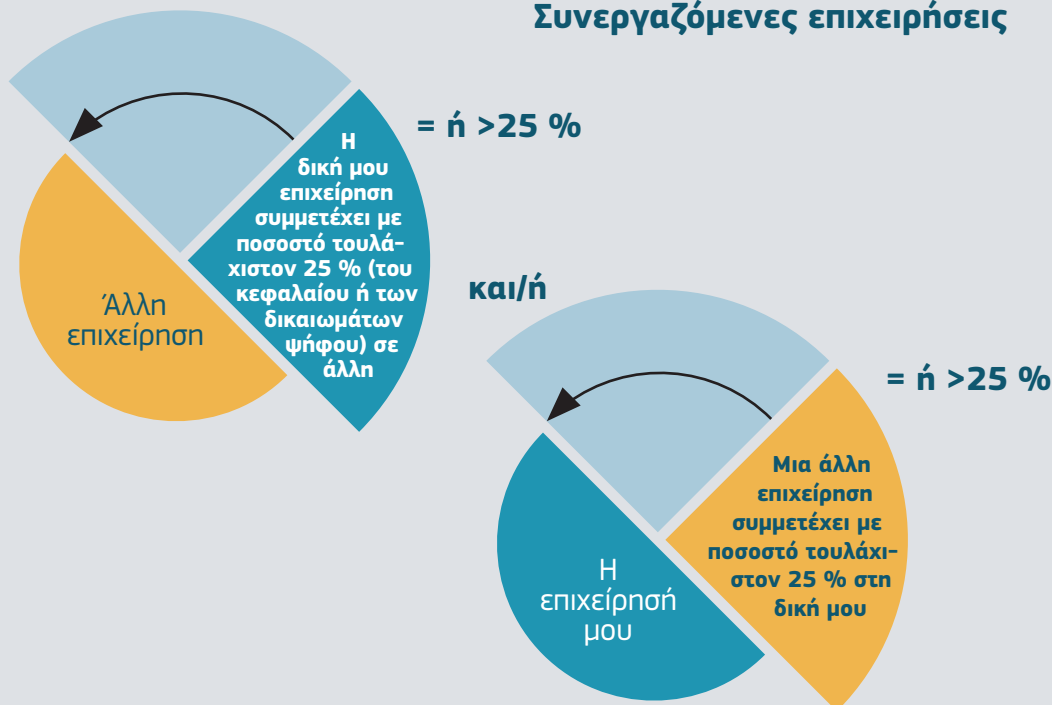 Συνεργαζόμενες επιχειρήσεις
= ή >25 %
Η
δική μου
επιχείρηση
συμμετέχει με
ποσοστό τουλά-
χιστον 25 % (του
κεφαλαίου ή των
δικαιωμάτων
ψήφου) σε
άλλη
Άλλη
επιχείρηση
και/ή
= ή >25 %
Μια άλλη
επιχείρηση
συμμετέχει με
ποσοστό τουλάχι-
στον 25 % στη
δική μου
Η
επιχείρησή
μου